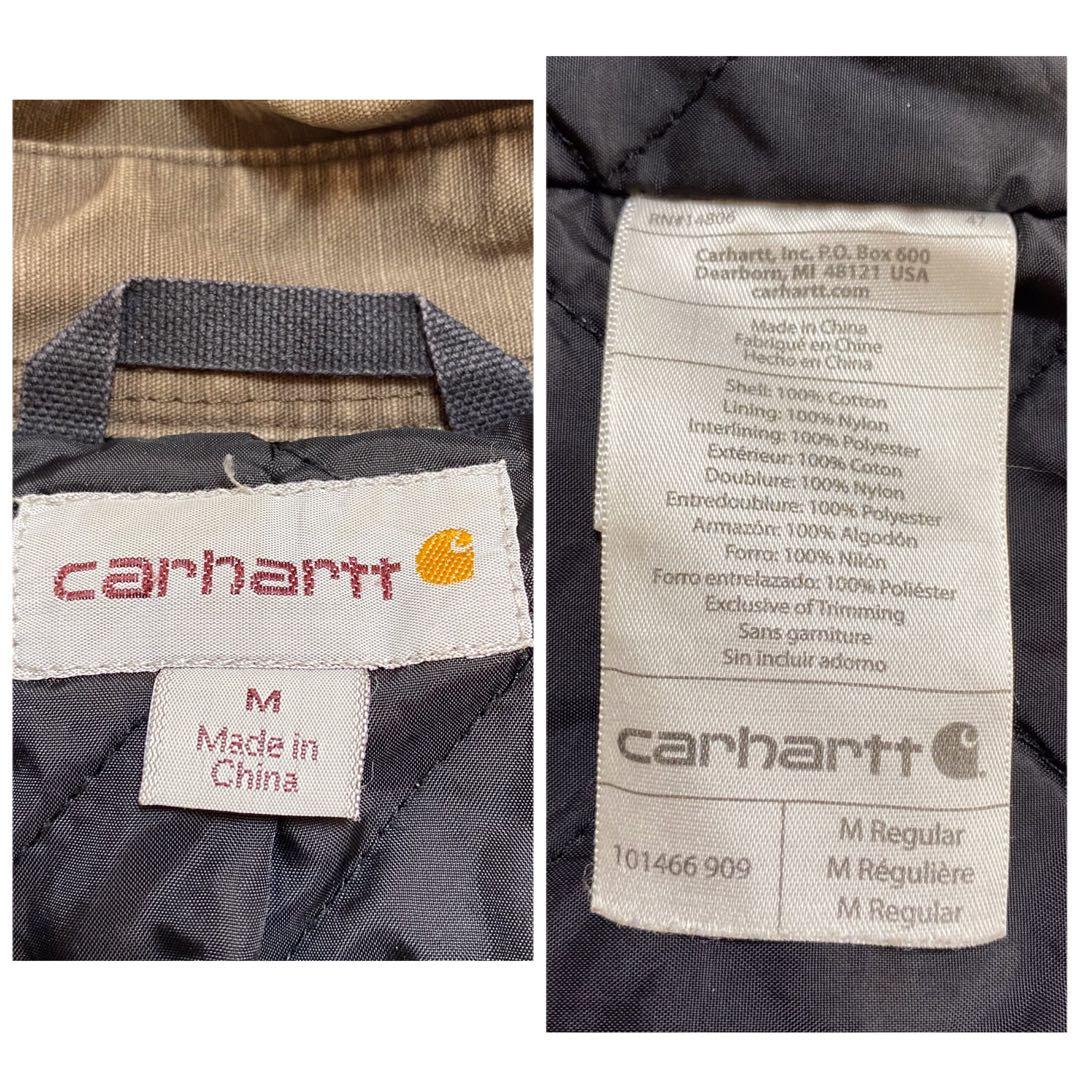 carhartt
M
Made in
China
RN#14806 47
Carhartt, Inc. P.O. Box 600
Dearborn, MI 48121 USA
carhartt.com
Made in China
Fabriqué en Chine
Hecho en China
Shell: 100% Cotton
Lining: 100% Nylon
Interlining: 100% Polyester
Extérieur: 100% Coton
Doublure: 100% Nylon
Entredoublure: 100% Polyester
Armazón: 100% Algodón
Forro: 100% Nilón
Forro entrelazado: 100% Poliéster
Exclusive of Trimming
Sans garniture
Sin incluir adorno
carhartt
101466 909
M Regular
M Régulière
M Regular